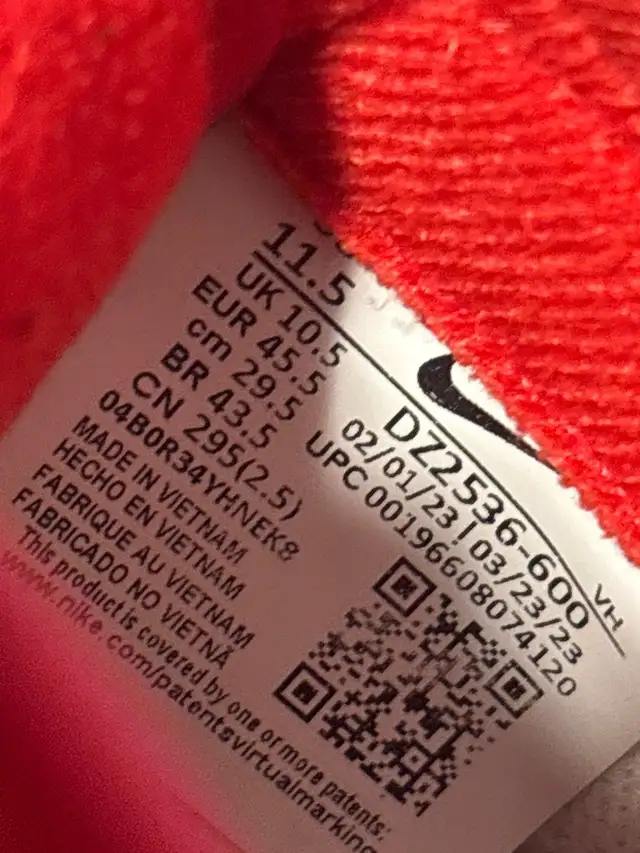 11.5
UK 10.5
EUR 45.5
cm 29.5
BR 43.5
CN 295(2.5)
04B0R34YHNEK8
MADE IN VIETNAM
HECHO EN VIETNAM
FABRIQUE AU VIETNAM
FABRICADO NO VIETNÃ
This product is covered by one or more patents:
www.nike.com/patentsvirtualmarking
DZ2536-600 VH
02/01/23 | 03/23/23
UPC 00196608074120